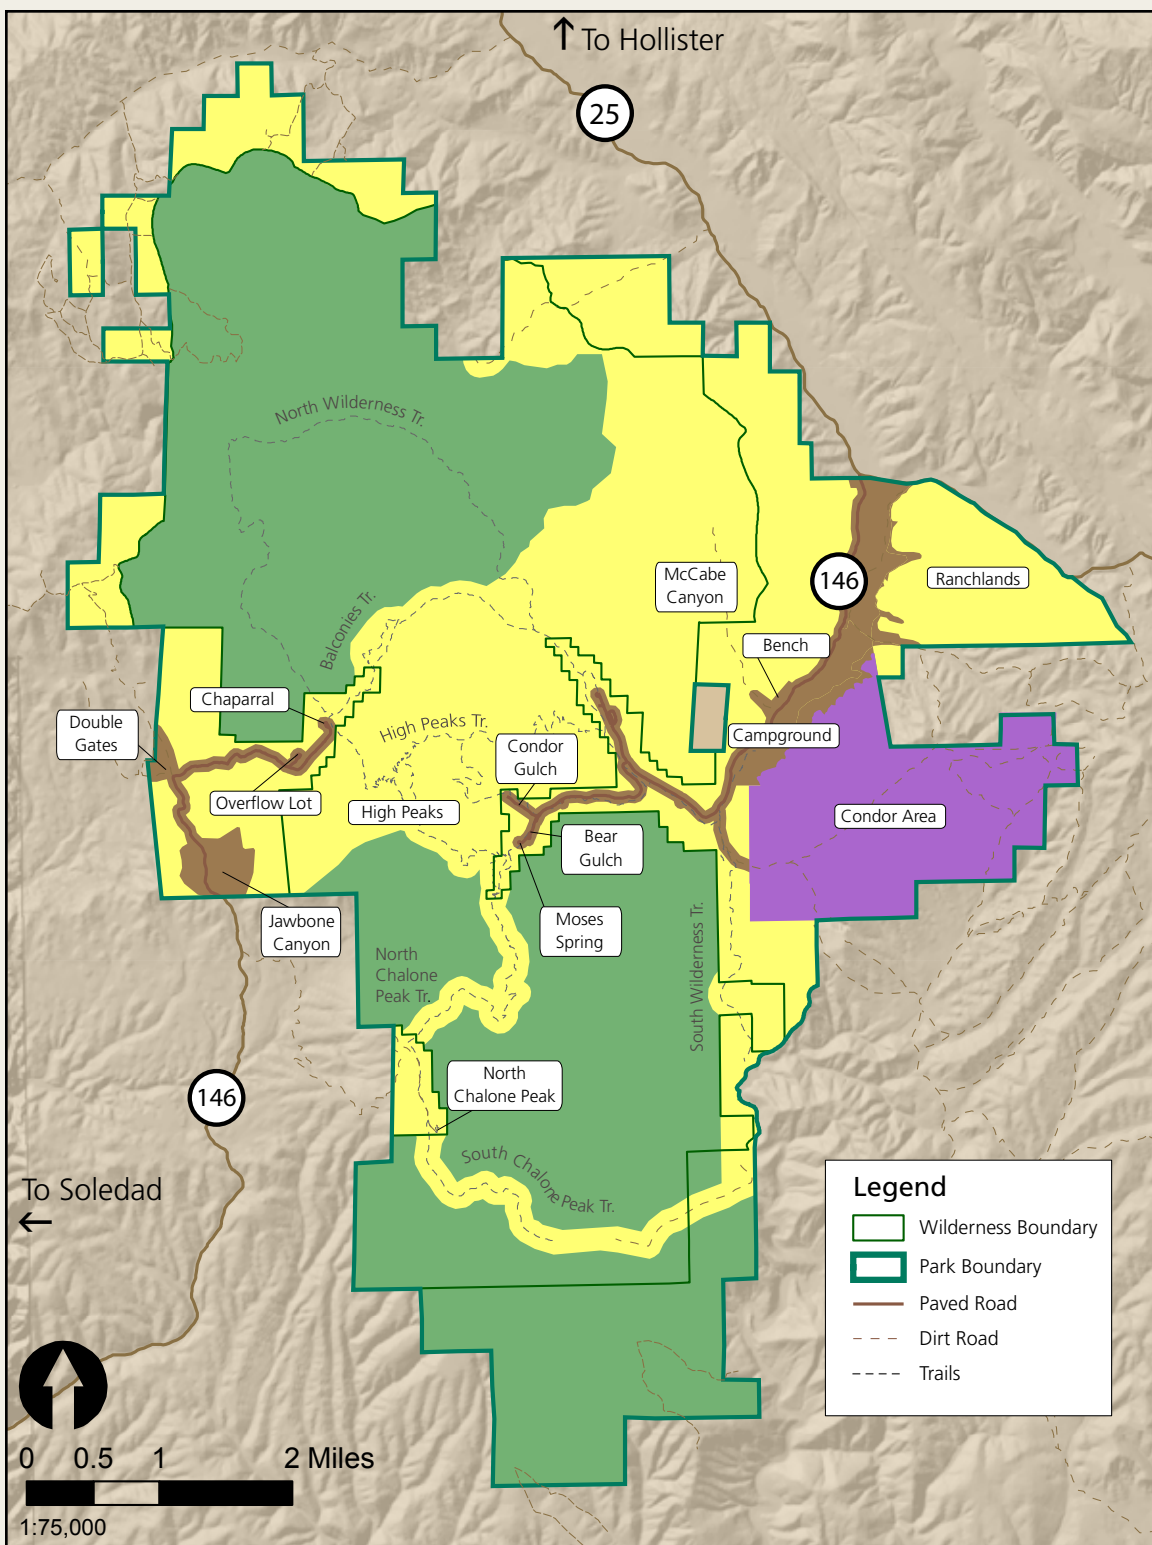 ↑ To Hollister
25
North Wilderness Tr.
McCabe
Canyon
146
Ranchlands
Balconies Tr.
Bench
Chaparral
Double
Gates
High Peaks Tr.
Condor
Gulch
Campground
Overflow Lot
High Peaks
Condor Area
Bear
Gulch
Jawbone
Canyon
Moses
Spring
North
Chalone
Peak Tr.
South Wilderness Tr.
North
Chalone Peak
146
South Chalone Peak Tr.
To Soledad
←
Legend
Wilderness Boundary
Park Boundary
Paved Road
Dirt Road
Trails
0 0.5 1 2 Miles
1:75,000